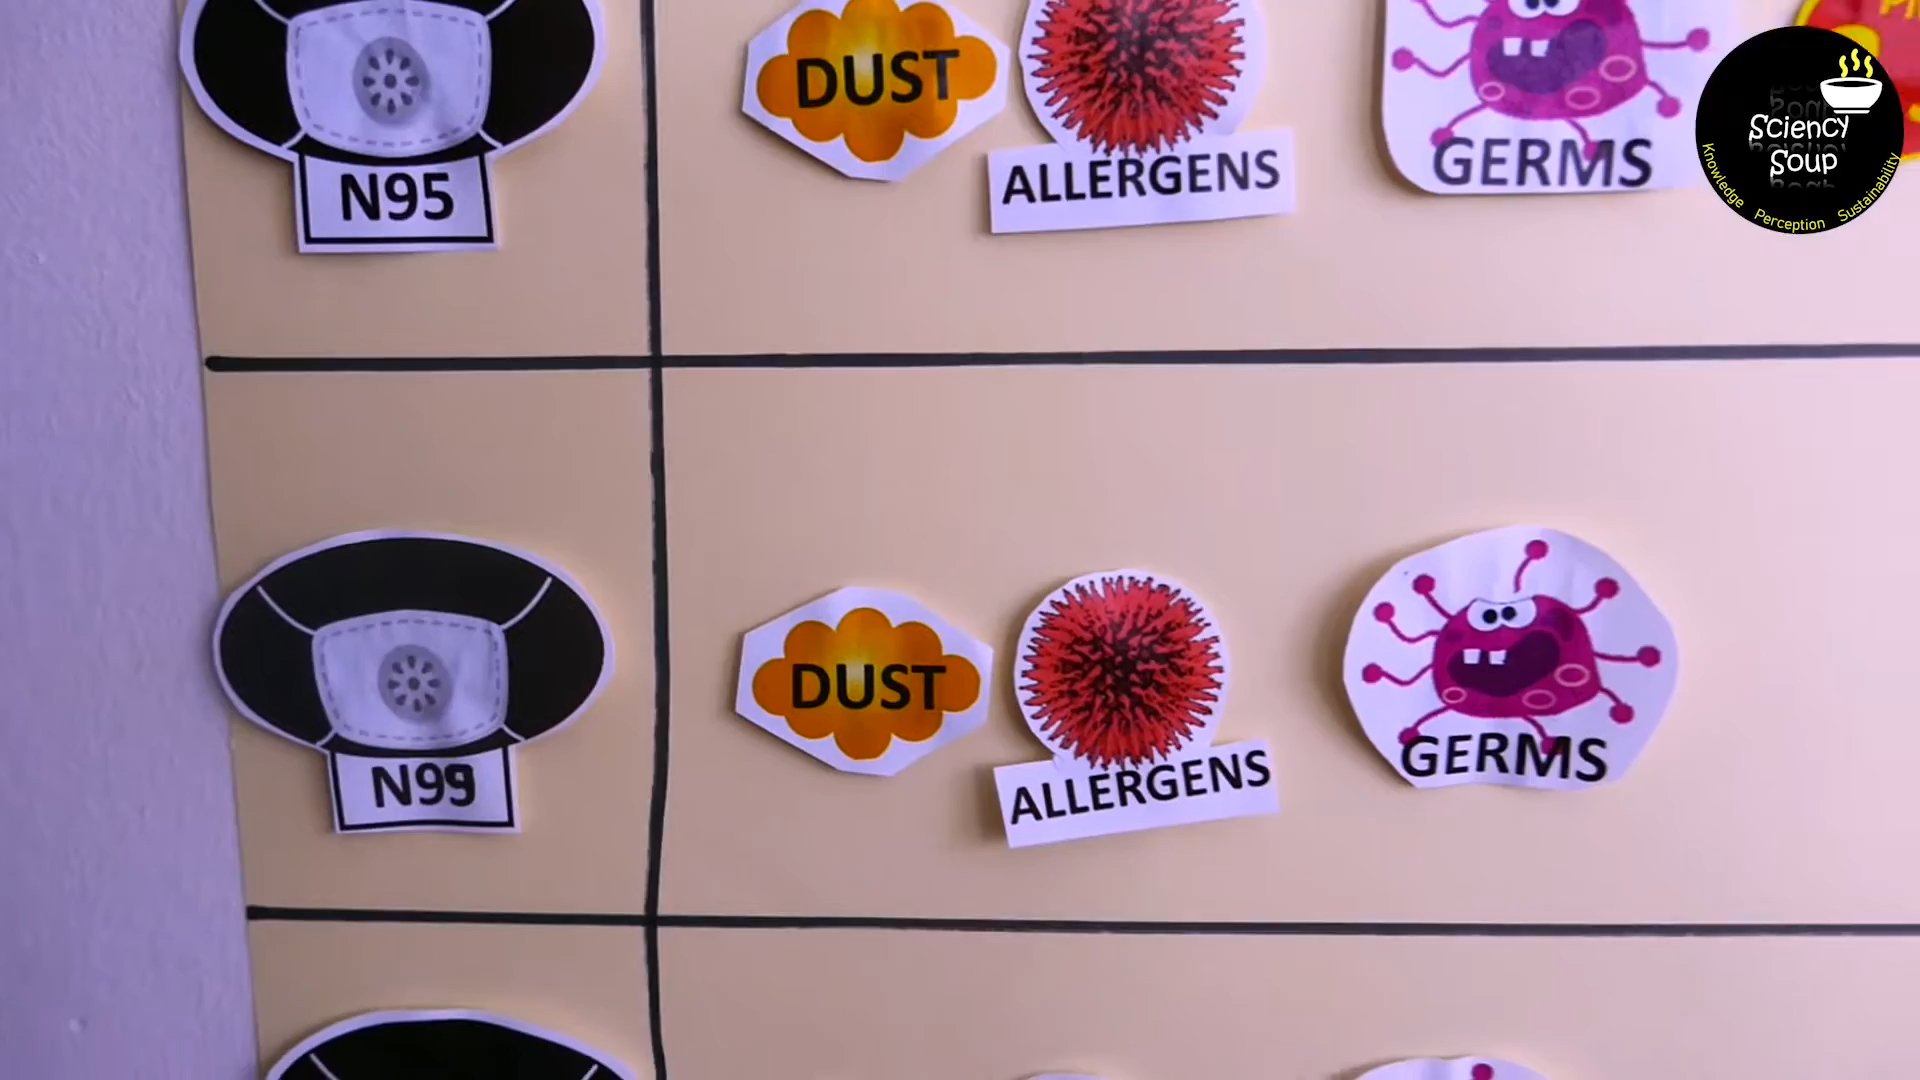 DUST
ALLERGENS
GERMS
N95
Sciency
Soup
Knowledge Perception Sustainability
DUST
ALLERGENS
GERMS
N99